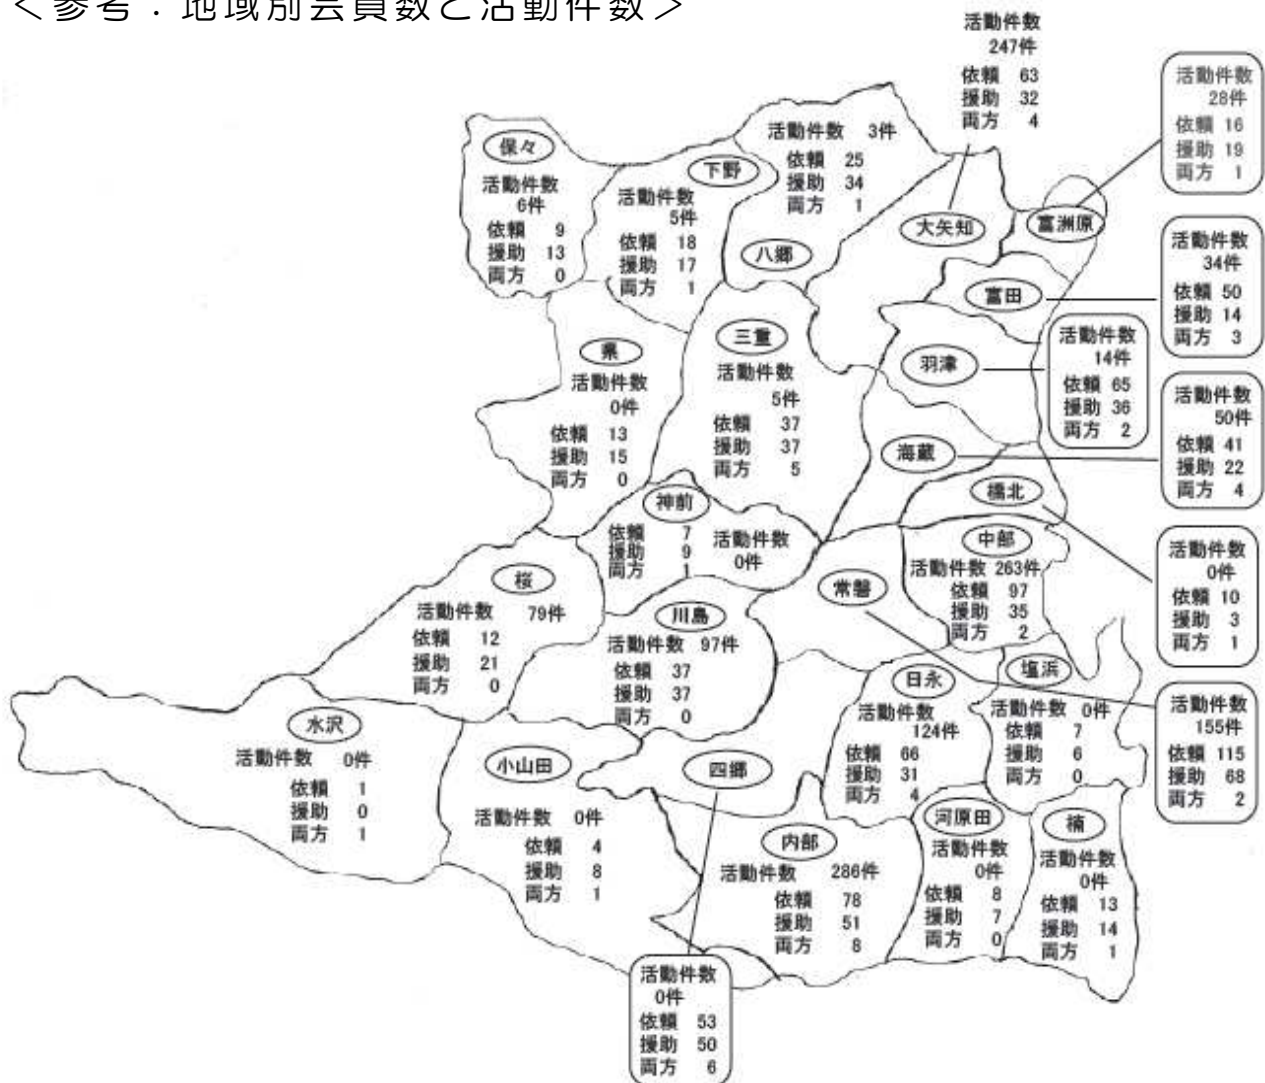 ＜参考：地域別会員数と活動件数＞
活動件数
247件
依頼 63
援助 32
両方 4
活動件数
28件
依頼 16
援助 19
両方 1
保々
活動件数
6件
依頼 9
援助 13
両方 0
下野
活動件数
5件
依頼 18
援助 17
両方 1
活動件数 3件
依頼 25
援助 34
両方 1
八郷
大矢知
富洲原
富田
活動件数
34件
依頼 50
援助 14
両方 3
県
活動件数
0件
依頼 13
援助 15
両方 0
三重
活動件数
5件
依頼 37
援助 37
両方 5
羽津
活動件数
14件
依頼 65
援助 36
両方 2
海蔵
活動件数
50件
依頼 41
援助 22
両方 4
橋北
活動件数
0件
依頼 10
援助 3
両方 1
神前
依頼 7
援助 9
両方 1
活動件数
0件
中部
活動件数 263件
依頼 97
援助 35
両方 2
桜
活動件数 79件
依頼 12
援助 21
両方 0
川島
活動件数 97件
依頼 37
援助 37
両方 0
常磐
活動件数
155件
依頼 115
援助 68
両方 2
日永
活動件数
124件
依頼 66
援助 31
両方 4
塩浜
活動件数 0件
依頼 7
援助 6
両方 0
水沢
活動件数 0件
依頼 1
援助 0
両方 1
小山田
活動件数 0件
依頼 4
援助 8
両方 1
四郷
活動件数
0件
依頼 53
援助 50
両方 6
内部
活動件数 286件
依頼 78
援助 51
両方 8
河原田
活動件数
0件
依頼 8
援助 7
両方 0
楠
活動件数
0件
依頼 13
援助 14
両方 1